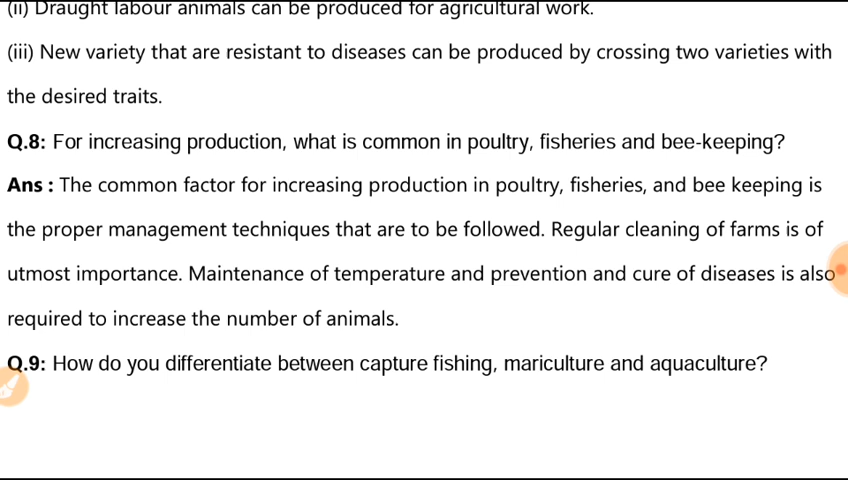 (ii) Draught labour animals can be produced for agricultural work.
(iii) New variety that are resistant to diseases can be produced by crossing two varieties with
the desired traits.
Q.8: For increasing production, what is common in poultry, fisheries and bee-keeping?
Ans : The common factor for increasing production in poultry, fisheries, and bee keeping is
the proper management techniques that are to be followed. Regular cleaning of farms is of
utmost importance. Maintenance of temperature and prevention and cure of diseases is also
required to increase the number of animals.
Q.9: How do you differentiate between capture fishing, mariculture and aquaculture?